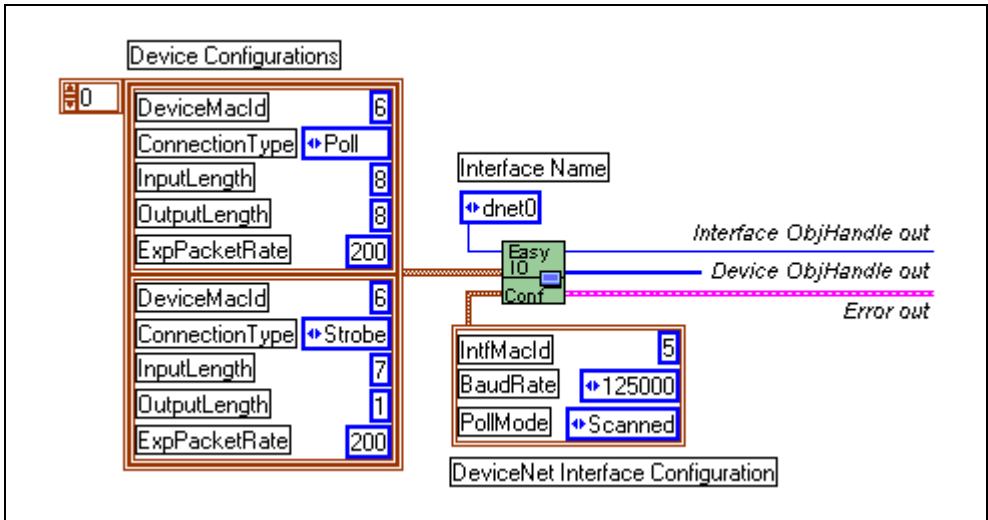 Device Configurations
0
DeviceMacId 6
ConnectionType Poll
InputLength 8
OutputLength 8
ExpPacketRate 200
DeviceMacId 6
ConnectionType Strobe
InputLength 7
OutputLength 1
ExpPacketRate 200
Interface Name
dnet0
Easy
IO
Conf
Interface ObjHandle out
Device ObjHandle out
Error out
IntfMacId 5
BaudRate 125000
PollMode Scanned
DeviceNet Interface Configuration